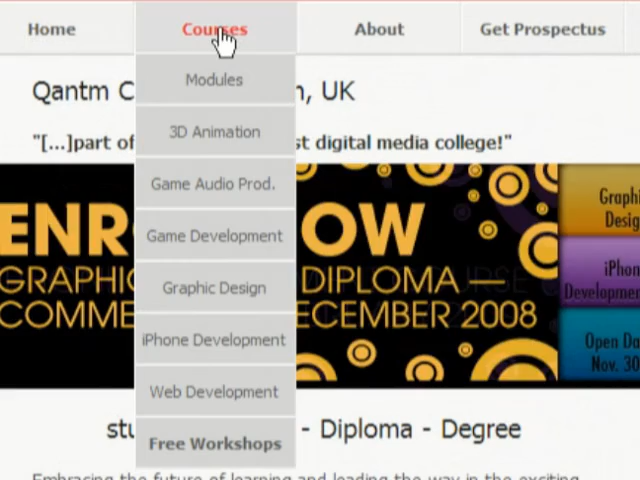 Home Courses About Get Prospectus
Modules
Qantm C n, UK
3D Animation
"[...]part of st digital media college!"
Game Audio Prod.
Game Development
Graphic Design
iPhone Development
Web Development
Free Workshops
ENR OW
GRAPHIC DIPLOMA
COMME ECEMBER 2008
Graphi
Desig
iPhon
Developmen
Open Da
Nov. 30
stu - Diploma - Degree
Embracing the future of learning and leading the way in the exciting